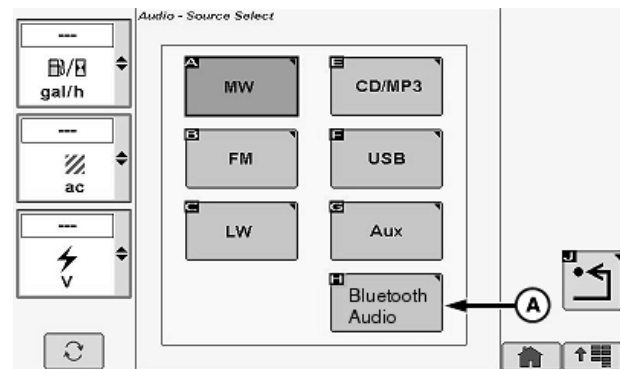 Audio - Source Select
---
gal/h
---
ac
---
V
A
MW
B
FM
C
LW
E
CD/MP3
F
USB
G
Aux
H
Bluetooth
Audio
A
J